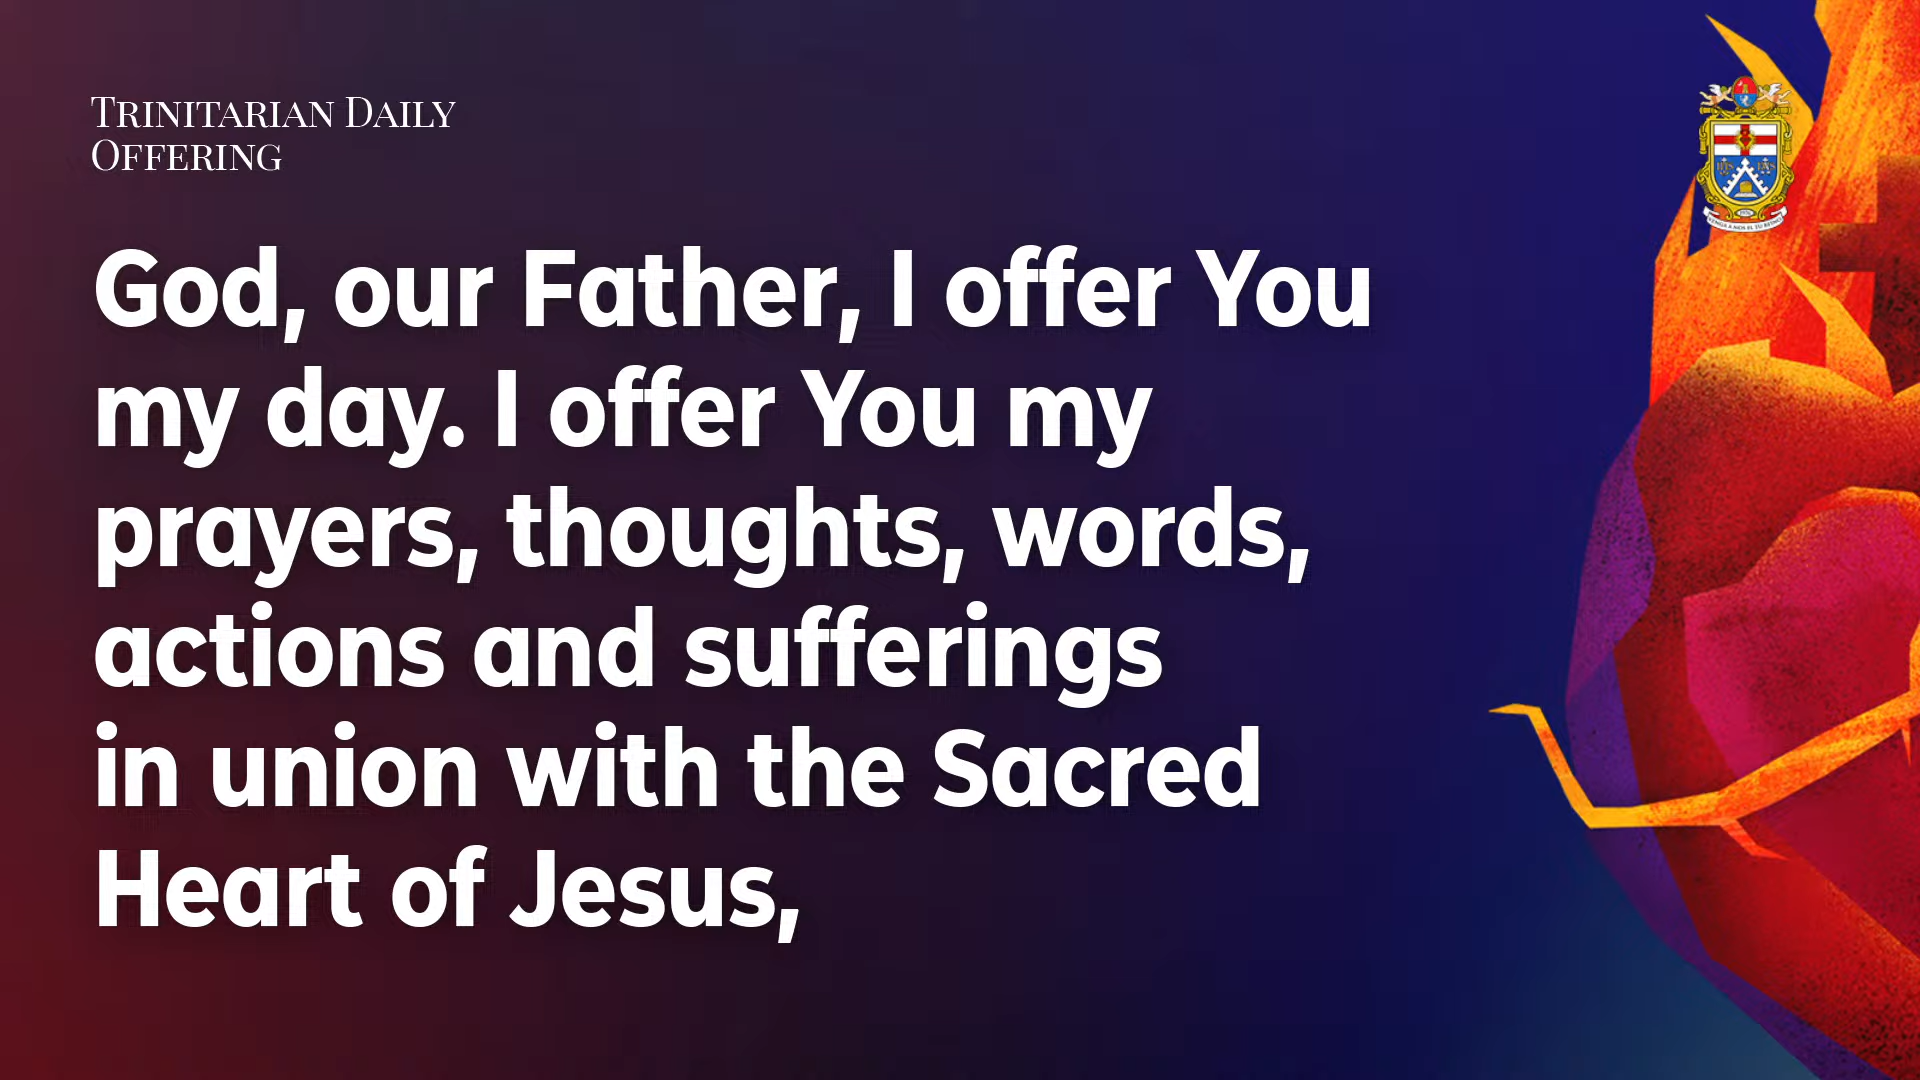 Trinitarian Daily
Offering
God, our Father, I offer You
my day. I offer You my
prayers, thoughts, words,
actions and sufferings
in union with the Sacred
Heart of Jesus,